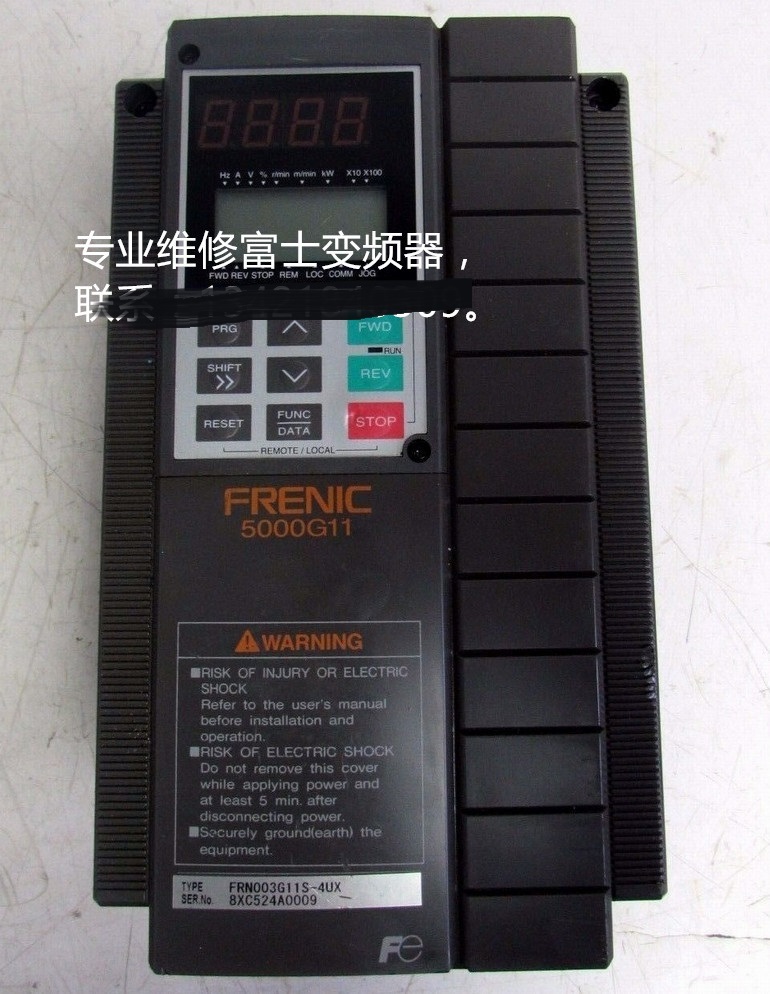 Hz A V % r/min m/min kW X10 X100
专业维修富士变频器，
FWD REV STOP REM LOC COMM JOG
联系
PRG FWD
RUN
SHIFT REV
RESET FUNC STOP
DATA
REMOTE / LOCAL
FRENIC
5000G11
WARNING
■RISK OF INJURY OR ELECTRIC
SHOCK
Refer to the user's manual
before installation and
operation.
■RISK OF ELECTRIC SHOCK
Do not remove this cover
while applying power and
at least 5 min. after
disconnecting power.
■Securely ground(earth) the
equipment.
TYPE FRN003G11S-4UX
SER.No. 8XC524A0009
Fe